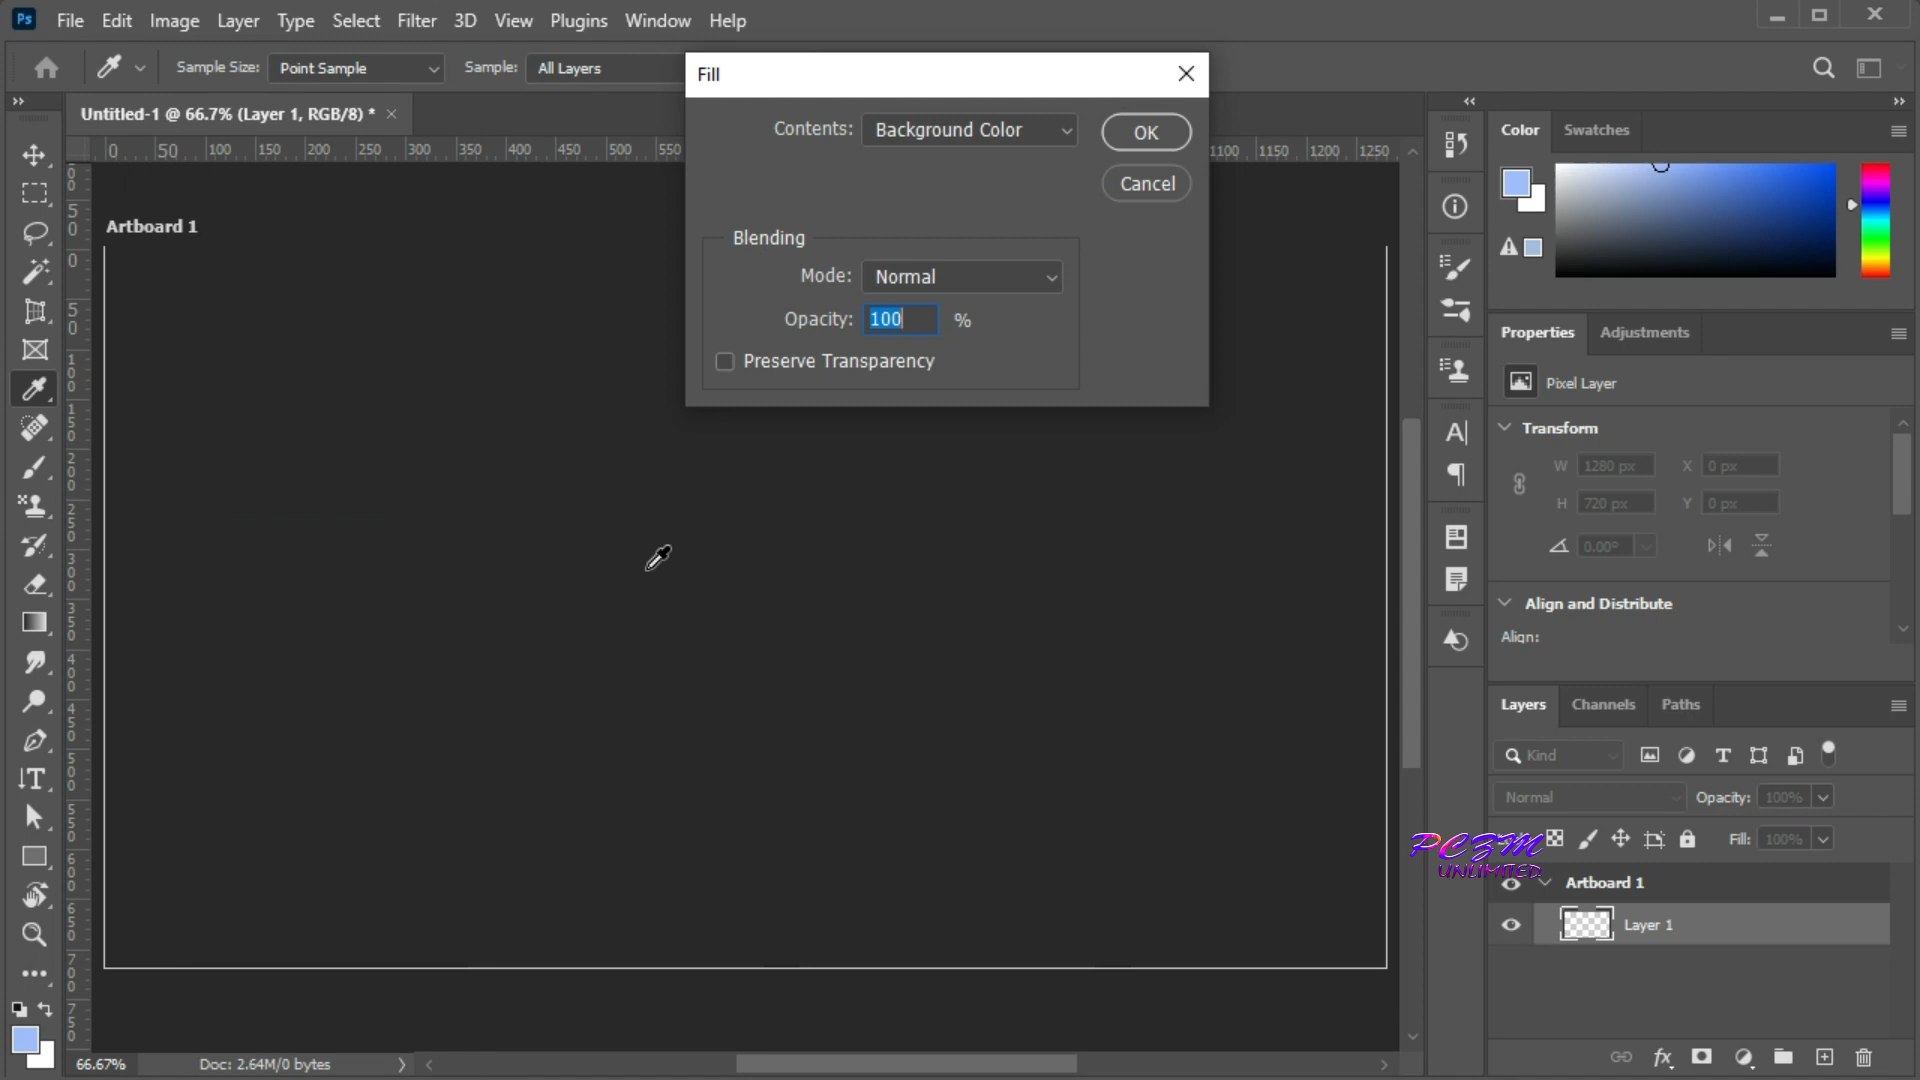 Ps File Edit Image Layer Type Select Filter 3D View Plugins Window Help
Sample Size: Point Sample Sample: All Layers
Fill
Contents: Background Color OK
Cancel
Blending
Mode: Normal
Opacity: 100 %
Preserve Transparency
Untitled-1 @ 66.7% (Layer 1, RGB/8) *
0 50 100 150 200 250 300 350 400 450 500 550 1100 1150 1200 1250
Artboard 1
Color Swatches
Properties Adjustments
Pixel Layer
Transform
W 1280 px X 0 px
H 720 px Y 0 px
0.00°
Align and Distribute
Align:
Layers Channels Paths
Kind
Normal Opacity: 100%
Fill: 100%
PCZM
UNLIMITED
Artboard 1
Layer 1
66.67% Doc: 2.64M/0 bytes